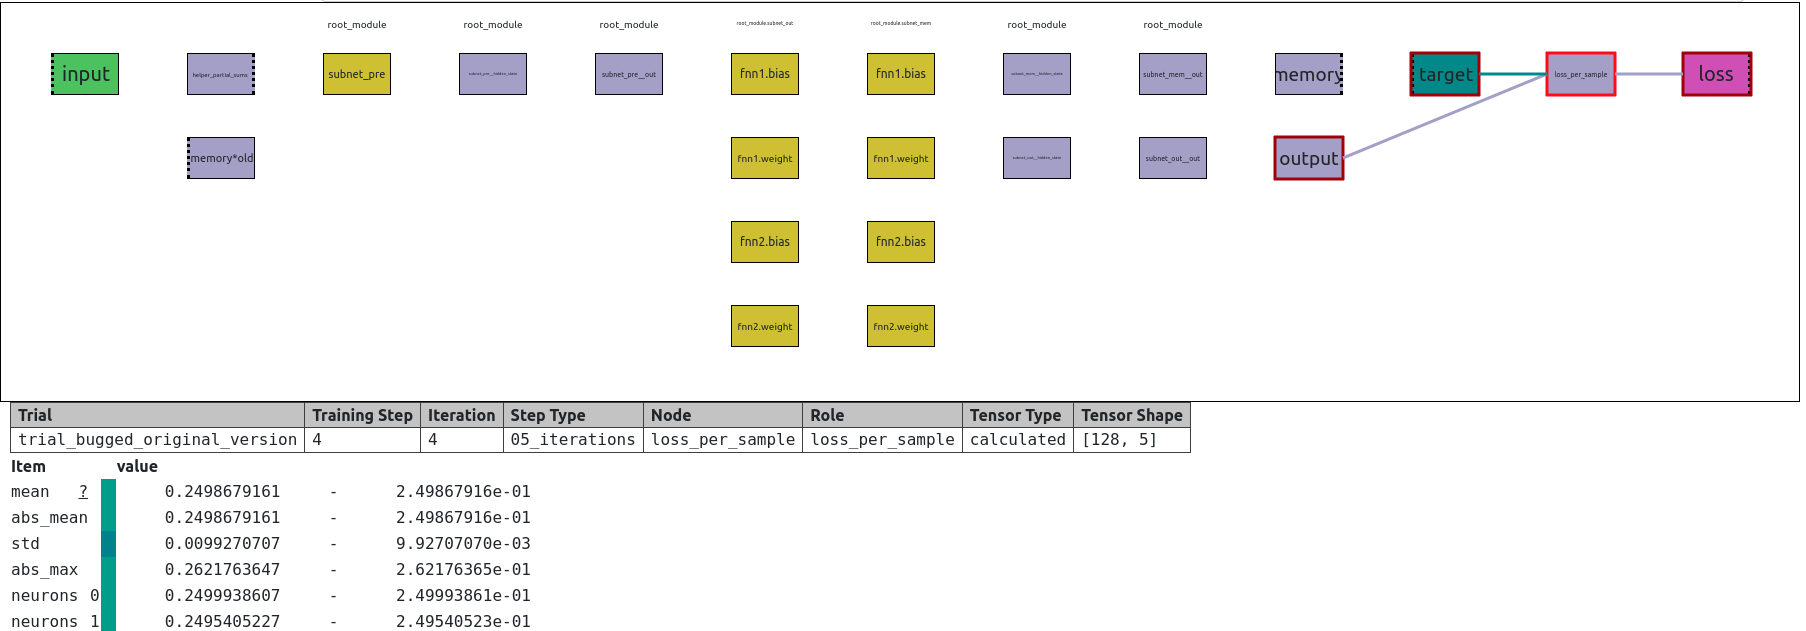 root_module root_module root_module root_module.subnet_out root_module.subnet_mem root_module root_module
input helper_partial_sums subnet_pre subnet_pre__hidden_state subnet_pre__out fnn1.bias fnn1.bias subnet_mem__hidden_state subnet_mem__out memory target loss_per_sample loss
memory*old fnn1.weight fnn1.weight subnet_out__hidden_state subnet_out__out output
fnn2.bias fnn2.bias
fnn2.weight fnn2.weight
Trial Training Step Iteration Step Type Node Role Tensor Type Tensor Shape
trial_bugged_original_version 4 4 05_iterations loss_per_sample loss_per_sample calculated [128, 5]
Item value
mean ? 0.2498679161 - 2.49867916e-01
abs_mean 0.2498679161 - 2.49867916e-01
std 0.0099270707 - 9.92707070e-03
abs_max 0.2621763647 - 2.62176365e-01
neurons 0 0.2499938607 - 2.49993861e-01
neurons 1 0.2495405227 - 2.49540523e-01